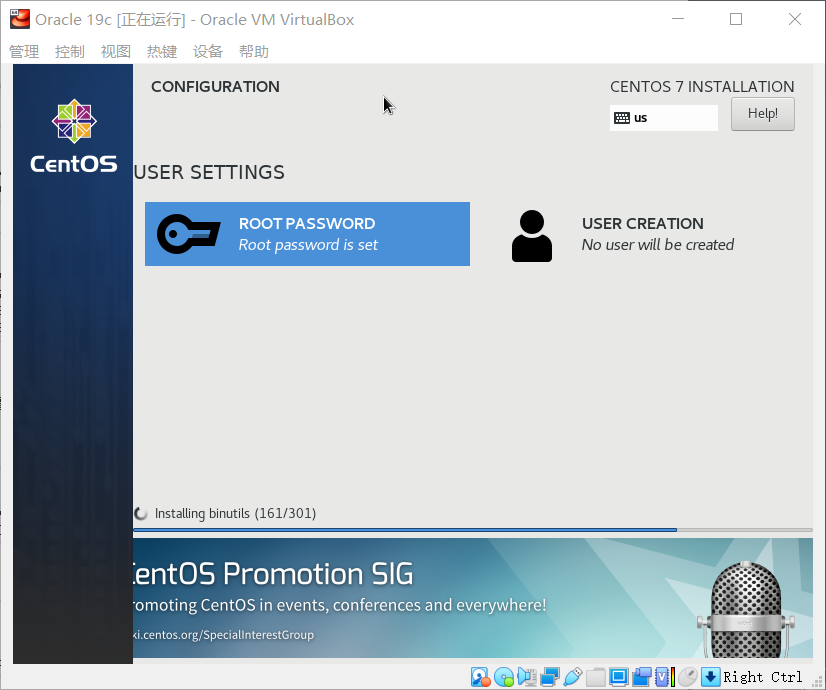 Oracle 19c [正在运行] - Oracle VM VirtualBox
管理 控制 视图 热键 设备 帮助
CONFIGURATION
CENTOS 7 INSTALLATION
us
Help!
CentOS
USER SETTINGS
ROOT PASSWORD
Root password is set
USER CREATION
No user will be created
Installing binutils (161/301)
CentOS Promotion SIG
romoting CentOS in events, conferences and everywhere!
ki.centos.org/SpecialInterestGroup
Right Ctrl